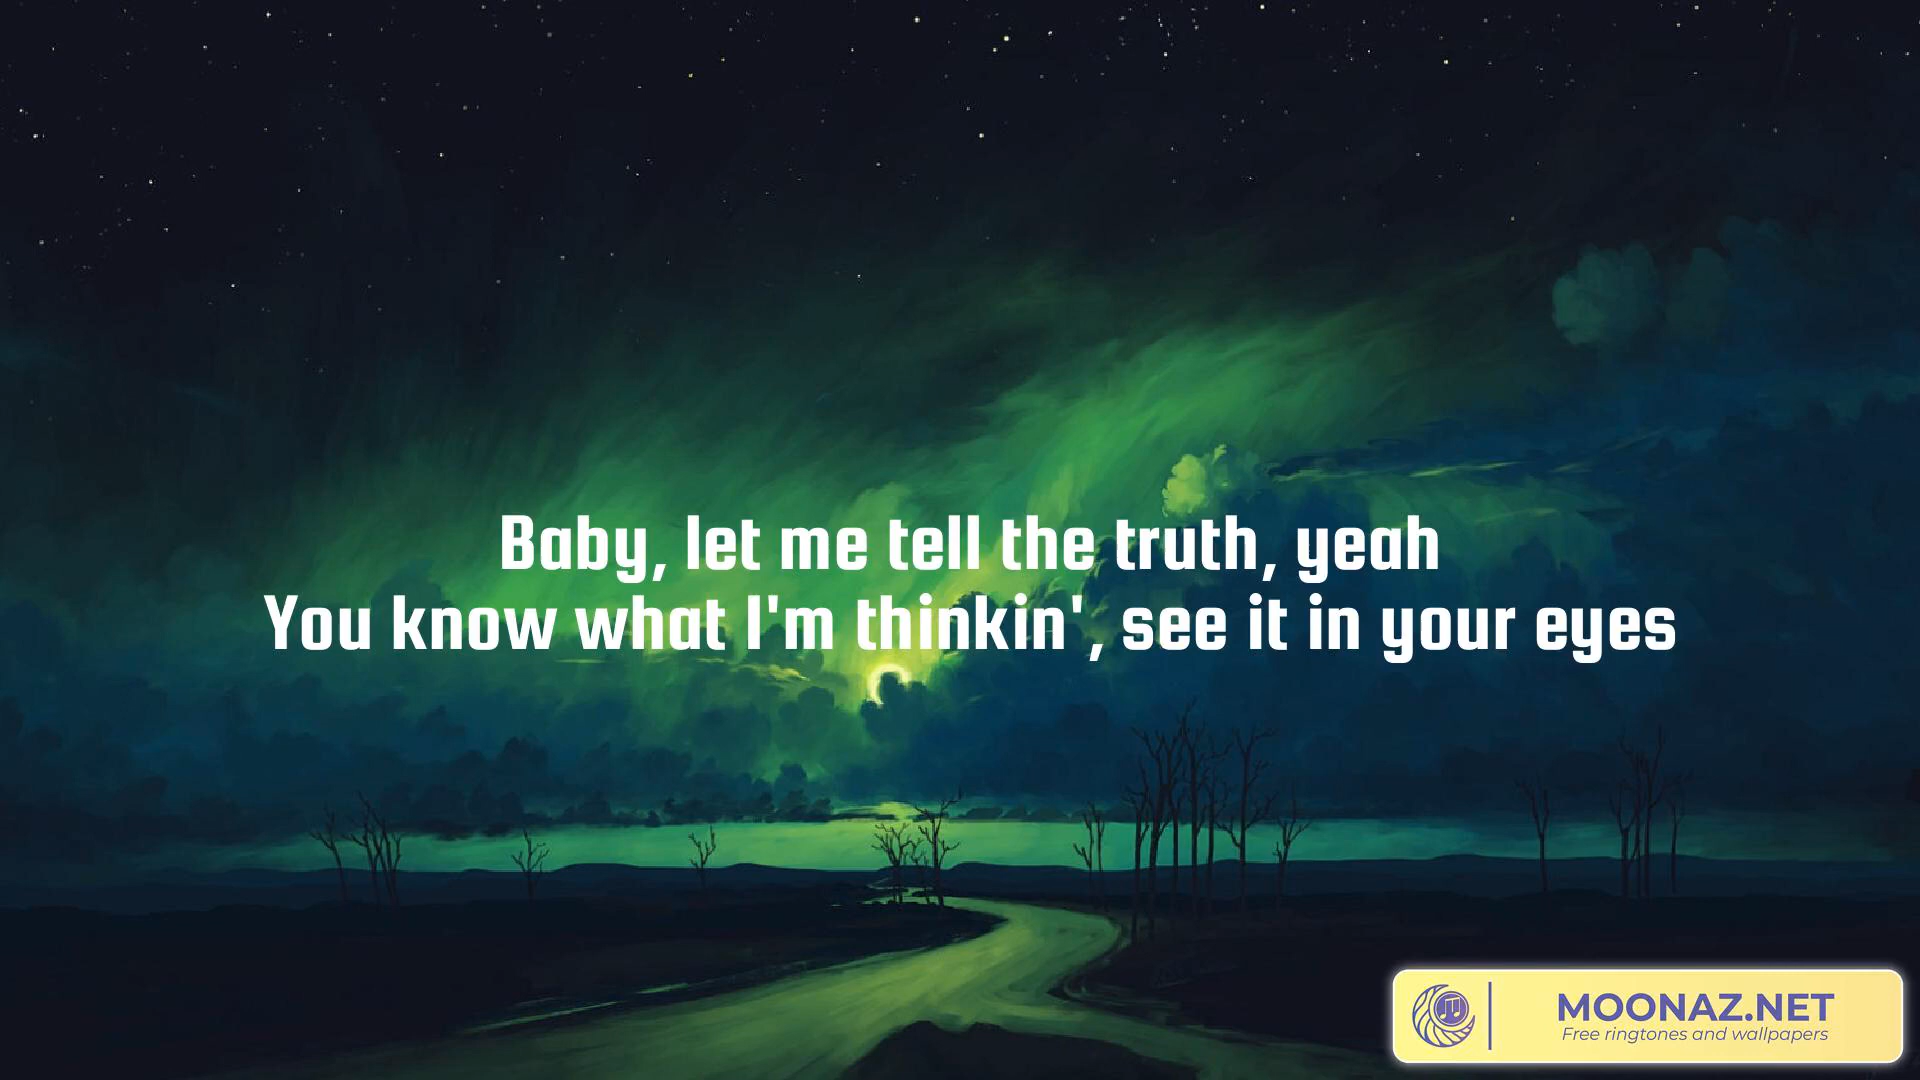 Baby, let me tell the truth, yeah
You know what I'm thinkin', see it in your eyes
MOONAZ.NET
Free ringtones and wallpapers